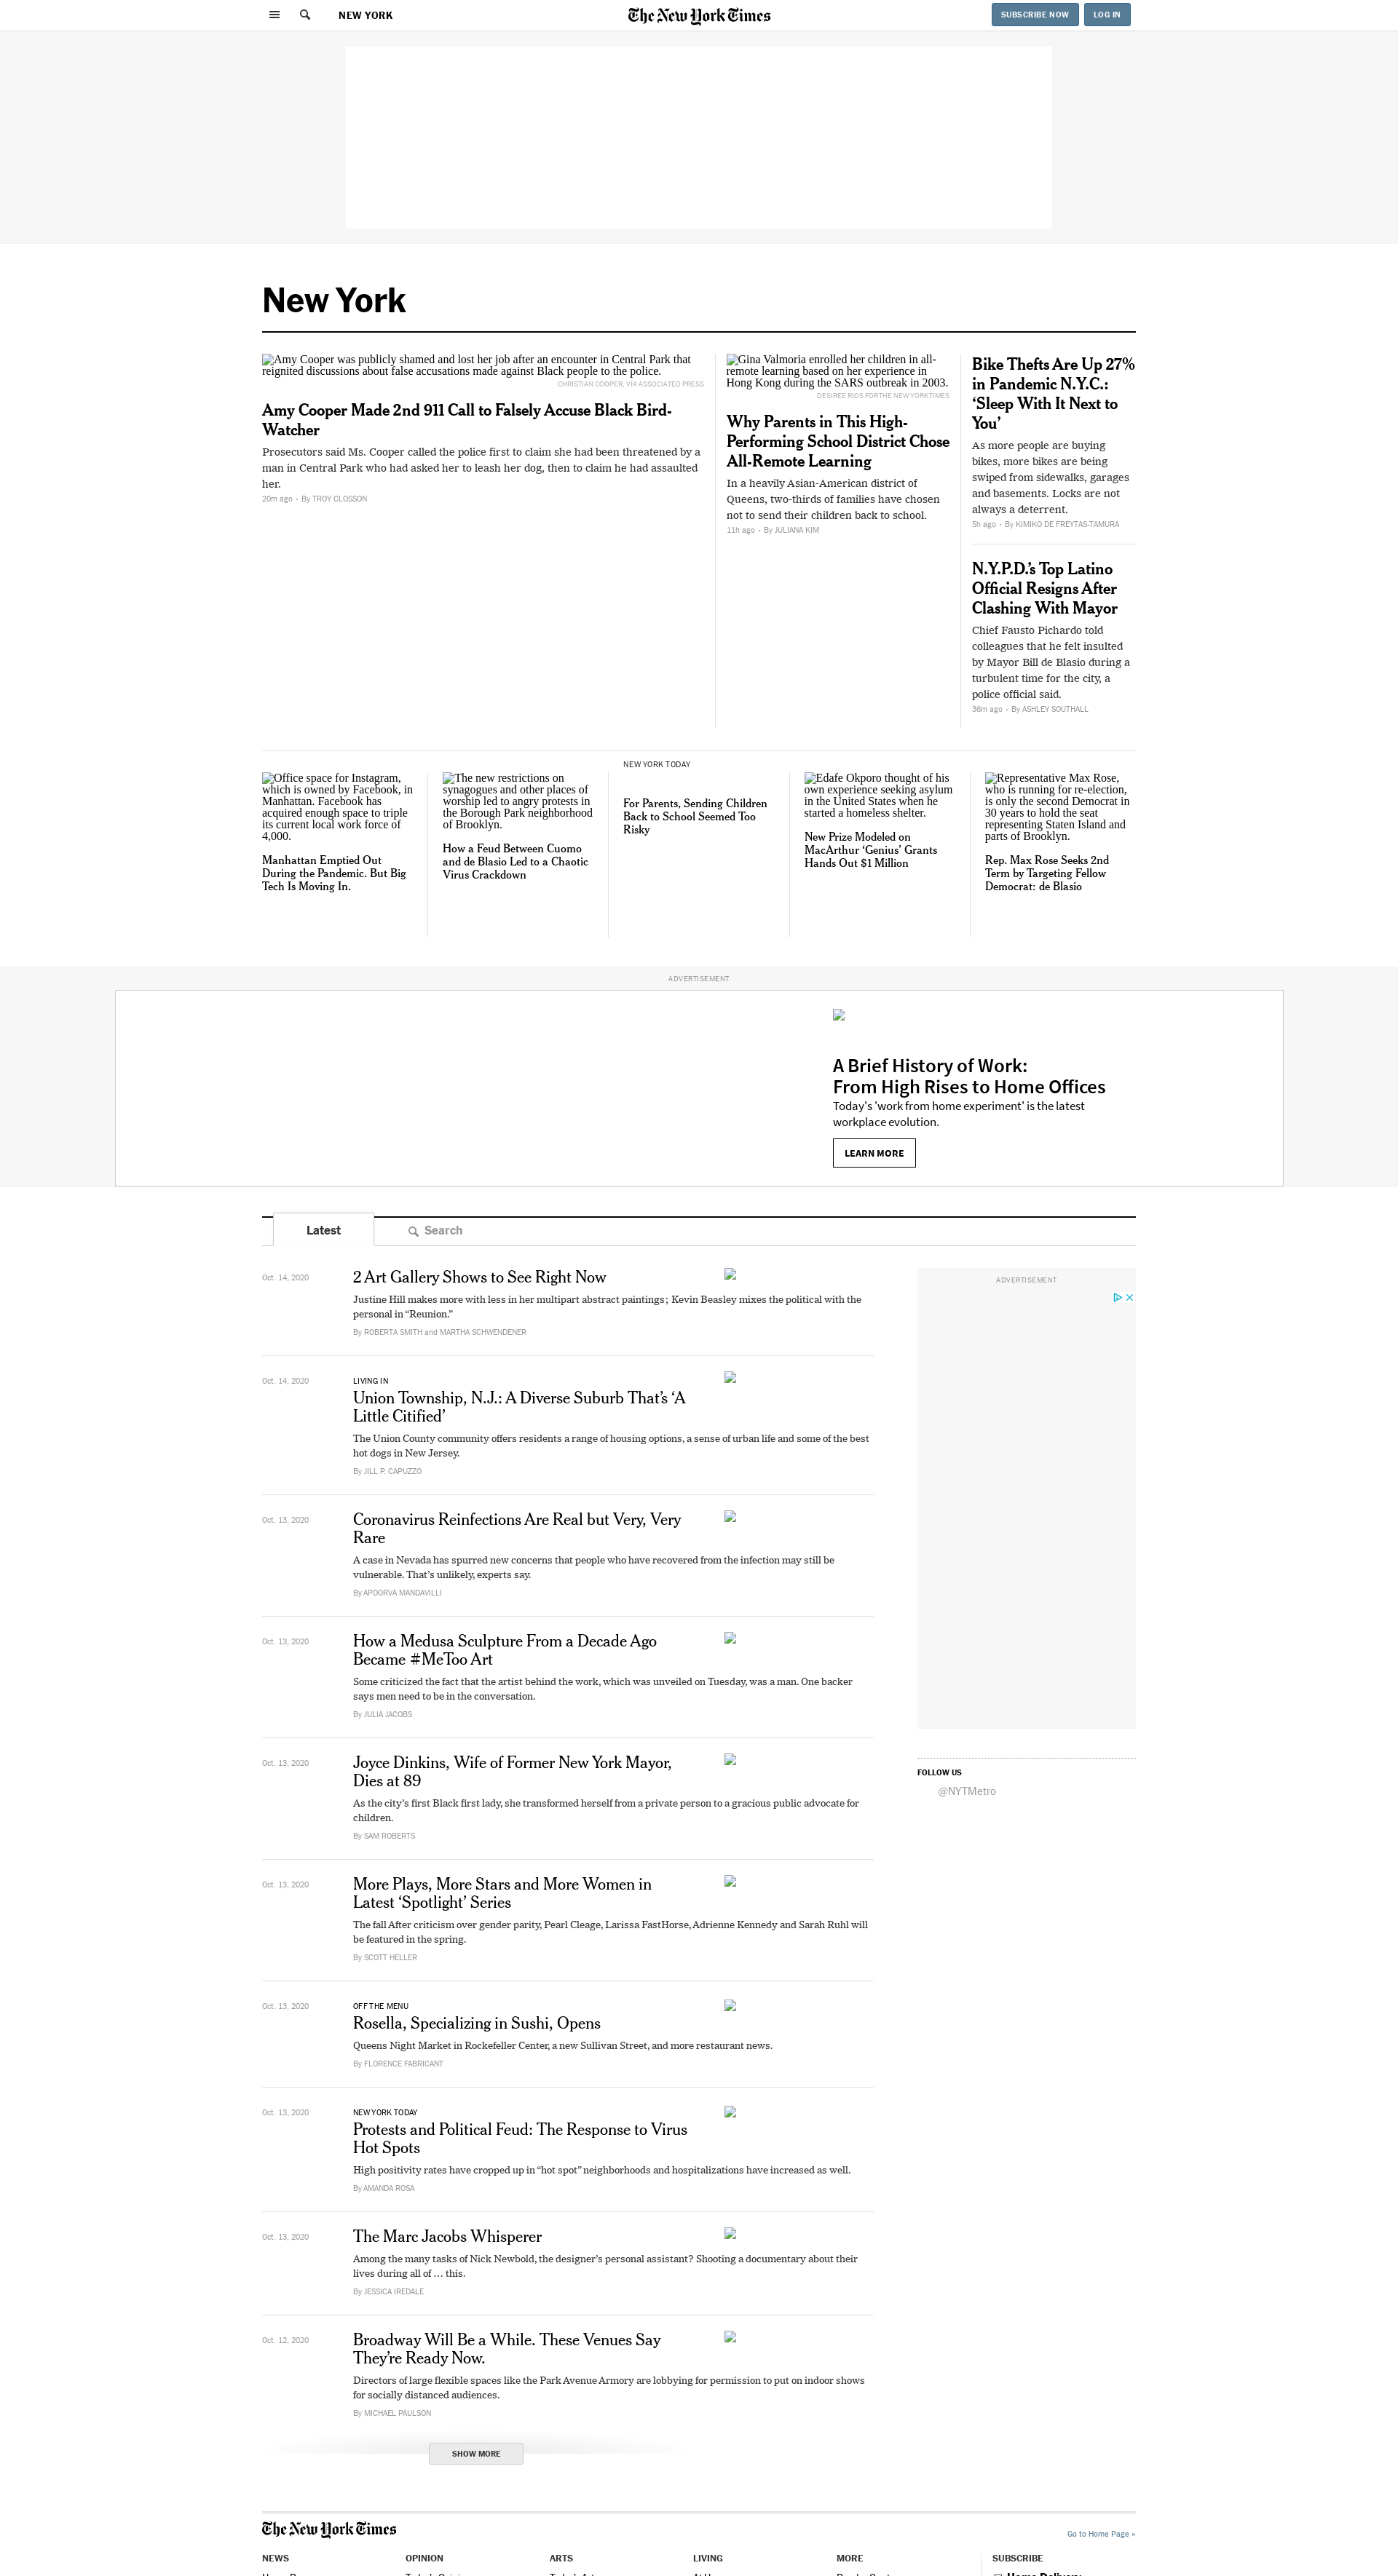 NEW YORK
The New York Times
SUBSCRIBE NOW
LOG IN
New York
Amy Cooper was publicly shamed and lost her job after an encounter in Central Park that
reignited discussions about false accusations made against Black people to the police.
CHRISTIAN COOPER, VIA ASSOCIATED PRESS
Amy Cooper Made 2nd 911 Call to Falsely Accuse Black Bird-
Watcher
Prosecutors said Ms. Cooper called the police first to claim she had been threatened by a
man in Central Park who had asked her to leash her dog, then to claim he had assaulted
her.
20m ago • By TROY CLOSSON
Gina Valmoria enrolled her children in all-
remote learning based on her experience in
Hong Kong during the SARS outbreak in 2003.
DESIREE RIOS FOR THE NEW YORK TIMES
Why Parents in This High-
Performing School District Chose
All-Remote Learning
In a heavily Asian-American district of
Queens, two-thirds of families have chosen
not to send their children back to school.
11h ago • By JULIANA KIM
Bike Thefts Are Up 27%
in Pandemic N.Y.C.:
‘Sleep With It Next to
You’
As more people are buying
bikes, more bikes are being
swiped from sidewalks, garages
and basements. Locks are not
always a deterrent.
5h ago • By KIMIKO DE FREYTAS-TAMURA
N.Y.P.D.’s Top Latino
Official Resigns After
Clashing With Mayor
Chief Fausto Pichardo told
colleagues that he felt insulted
by Mayor Bill de Blasio during a
turbulent time for the city, a
police official said.
36m ago • By ASHLEY SOUTHALL
Office space for Instagram,
which is owned by Facebook, in
Manhattan. Facebook has
acquired enough space to triple
its current local work force of
4,000.
Manhattan Emptied Out
During the Pandemic. But Big
Tech Is Moving In.
The new restrictions on
synagogues and other places of
worship led to angry protests in
the Borough Park neighborhood
of Brooklyn.
How a Feud Between Cuomo
and de Blasio Led to a Chaotic
Virus Crackdown
NEW YORK TODAY
For Parents, Sending Children
Back to School Seemed Too
Risky
Edafe Okporo thought of his
own experience seeking asylum
in the United States when he
started a homeless shelter.
New Prize Modeled on
MacArthur ‘Genius’ Grants
Hands Out $1 Million
Representative Max Rose,
who is running for re-election,
is only the second Democrat in
30 years to hold the seat
representing Staten Island and
parts of Brooklyn.
Rep. Max Rose Seeks 2nd
Term by Targeting Fellow
Democrat: de Blasio
ADVERTISEMENT
A Brief History of Work:
From High Rises to Home Offices
Today's 'work from home experiment' is the latest
workplace evolution.
LEARN MORE
Latest
Search
Oct. 14, 2020
2 Art Gallery Shows to See Right Now
Justine Hill makes more with less in her multipart abstract paintings; Kevin Beasley mixes the political with the
personal in “Reunion.”
By ROBERTA SMITH and MARTHA SCHWENDENER
ADVERTISEMENT
Oct. 14, 2020
LIVING IN
Union Township, N.J.: A Diverse Suburb That’s ‘A
Little Citified’
The Union County community offers residents a range of housing options, a sense of urban life and some of the best
hot dogs in New Jersey.
By JILL P. CAPUZZO
Oct. 13, 2020
Coronavirus Reinfections Are Real but Very, Very
Rare
A case in Nevada has spurred new concerns that people who have recovered from the infection may still be
vulnerable. That’s unlikely, experts say.
By APOORVA MANDAVILLI
Oct. 13, 2020
How a Medusa Sculpture From a Decade Ago
Became #MeToo Art
Some criticized the fact that the artist behind the work, which was unveiled on Tuesday, was a man. One backer
says men need to be in the conversation.
By JULIA JACOBS
Oct. 13, 2020
Joyce Dinkins, Wife of Former New York Mayor,
Dies at 89
As the city’s first Black first lady, she transformed herself from a private person to a gracious public advocate for
children.
By SAM ROBERTS
FOLLOW US
@NYTMetro
Oct. 13, 2020
More Plays, More Stars and More Women in
Latest ‘Spotlight’ Series
The fall After criticism over gender parity, Pearl Cleage, Larissa FastHorse, Adrienne Kennedy and Sarah Ruhl will
be featured in the spring.
By SCOTT HELLER
Oct. 13, 2020
OFF THE MENU
Rosella, Specializing in Sushi, Opens
Queens Night Market in Rockefeller Center, a new Sullivan Street, and more restaurant news.
By FLORENCE FABRICANT
Oct. 13, 2020
NEW YORK TODAY
Protests and Political Feud: The Response to Virus
Hot Spots
High positivity rates have cropped up in “hot spot” neighborhoods and hospitalizations have increased as well.
By AMANDA ROSA
Oct. 13, 2020
The Marc Jacobs Whisperer
Among the many tasks of Nick Newbold, the designer’s personal assistant? Shooting a documentary about their
lives during all of … this.
By JESSICA IREDALE
Oct. 12, 2020
Broadway Will Be a While. These Venues Say
They’re Ready Now.
Directors of large flexible spaces like the Park Avenue Armory are lobbying for permission to put on indoor shows
for socially distanced audiences.
By MICHAEL PAULSON
SHOW MORE
The New York Times
Go to Home Page »
NEWS
OPINION
ARTS
LIVING
MORE
SUBSCRIBE